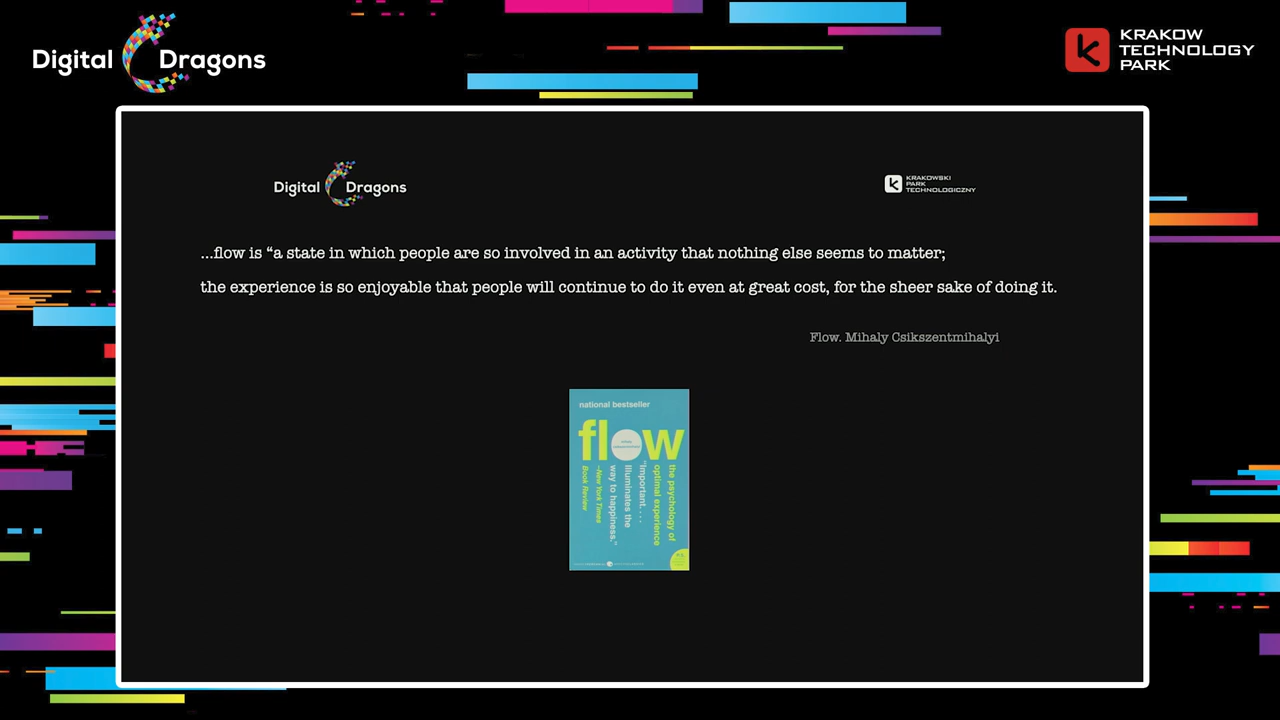 Digital Dragons
KRAKOW
TECHNOLOGY
PARK
Digital Dragons
KRAKOWSKI
PARK
TECHNOLOGICZNY
...flow is “a state in which people are so involved in an activity that nothing else seems to matter;
the experience is so enjoyable that people will continue to do it even at great cost, for the sheer sake of doing it.
Flow. Mihaly Csikszentmihalyi
national bestseller
flow
the psychology of
optimal experience
"Important. . . .
Illuminates the
way to happiness."
—New York Times
Book Review